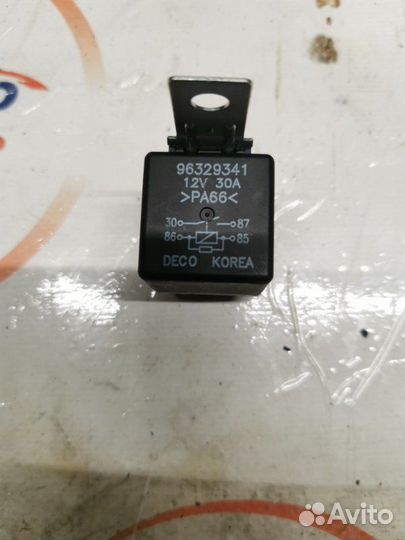 96329341
12V 30A
>PA66<
30 87
86 85
DECO KOREA
Avito